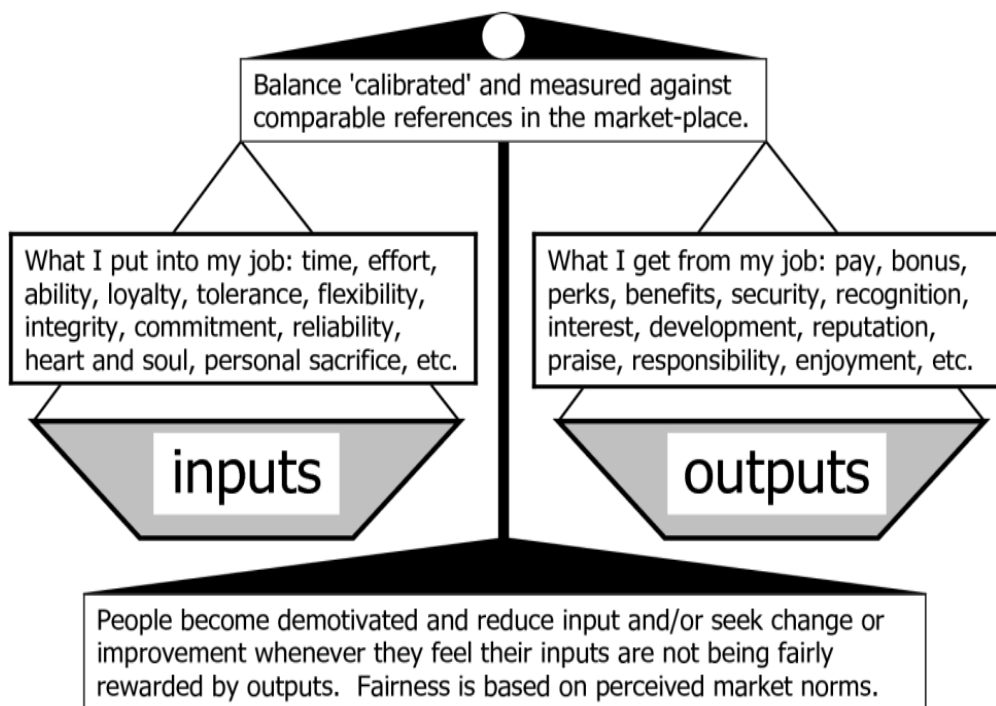 Balance 'calibrated' and measured against
comparable references in the market-place.
What I put into my job: time, effort,
ability, loyalty, tolerance, flexibility,
integrity, commitment, reliability,
heart and soul, personal sacrifice, etc.
What I get from my job: pay, bonus,
perks, benefits, security, recognition,
interest, development, reputation,
praise, responsibility, enjoyment, etc.
inputs
outputs
People become demotivated and reduce input and/or seek change or
improvement whenever they feel their inputs are not being fairly
rewarded by outputs.  Fairness is based on perceived market norms.